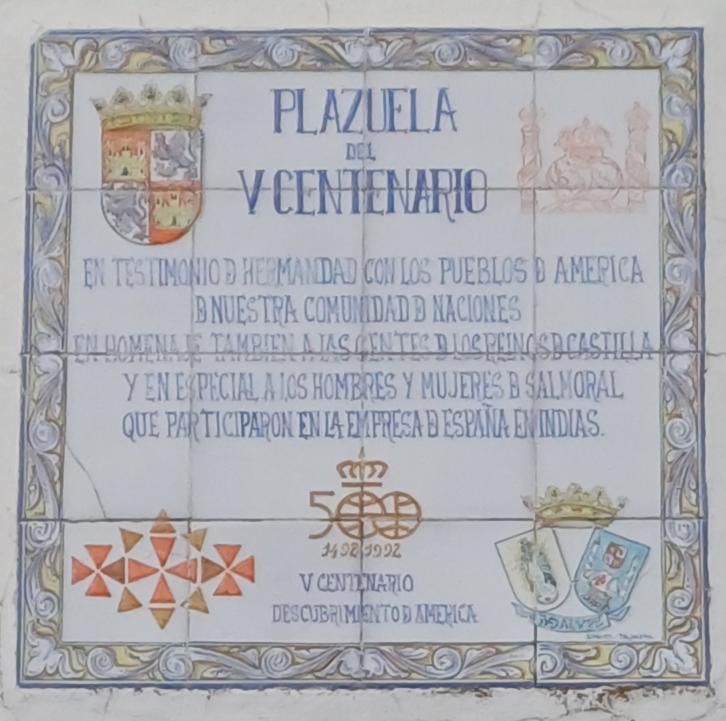 PLAZUELA
DEL
V CENTENARIO
EN TESTIMONIO D HERMANDAD CON LOS PUEBLOS D AMERICA
D NUESTRA COMUNIDAD D NACIONES
EN HOMENAJE TAMBIEN A LAS GENTES D LOS REINOS D CASTILLA
Y EN ESPECIAL A LOS HOMBRES Y MUJERES D SALMORAL
QUE PARTICIPARON EN LA EMPRESA D ESPAÑA EN INDIAS.
500
1492 1992
V CENTENARIO
DESCUBRIMIENTO D AMERICA